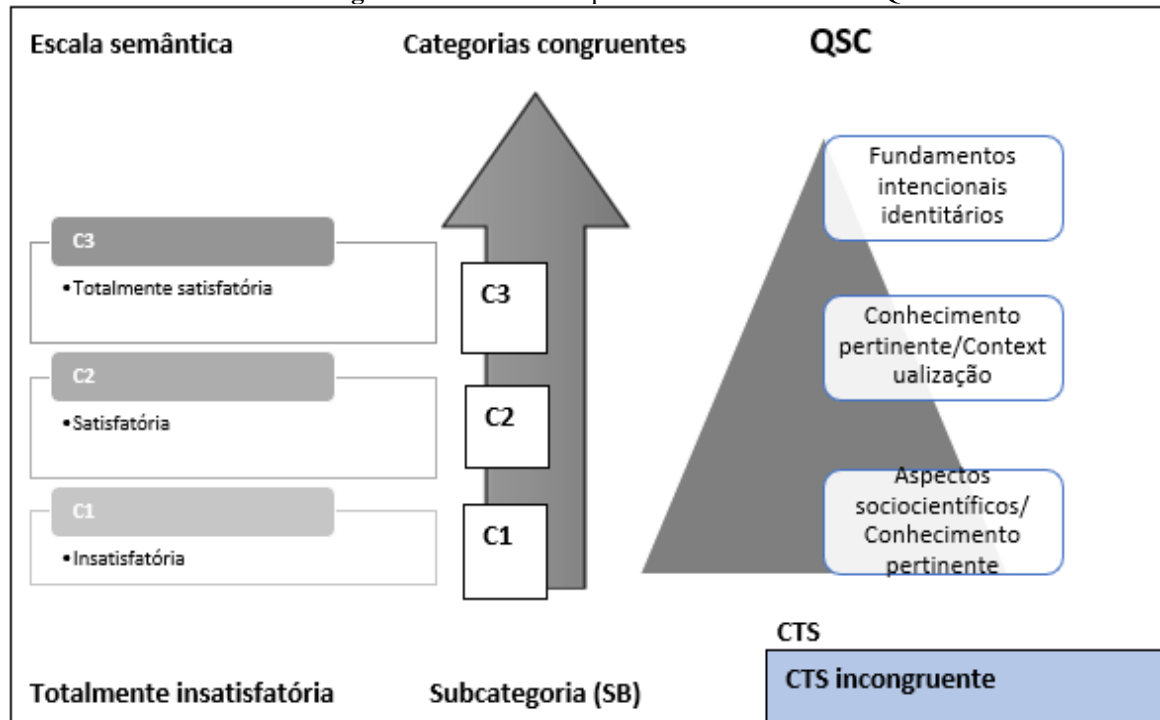 Escala semântica
Categorias congruentes
QSC
C3
•Totalmente satisfatória
C2
•Satisfatória
C1
•Insatisfatória
C3
C2
C1
Fundamentos
intencionais
identitários
Conhecimento
pertinente/Context
ualização
Aspectos
sociocientíficos/
Conhecimento
pertinente
CTS
Totalmente insatisfatória
Subcategoria (SB)
CTS incongruente